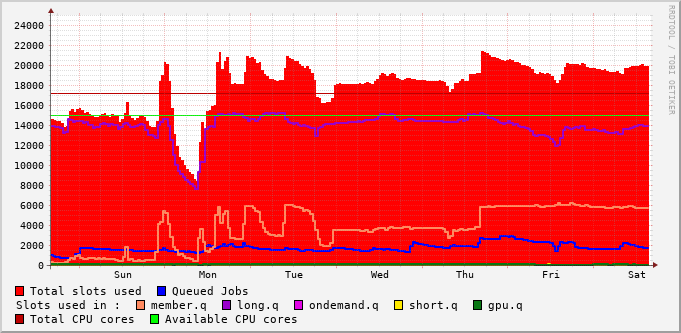 RRDTOOL / TOBI OETIKER
24000
22000
20000
18000
16000
14000
12000
10000
8000
6000
4000
2000
0
Sun Mon Tue Wed Thu Fri Sat
Total slots used Queued Jobs
Slots used in : member.q long.q ondemand.q short.q gpu.q
Total CPU cores Available CPU cores